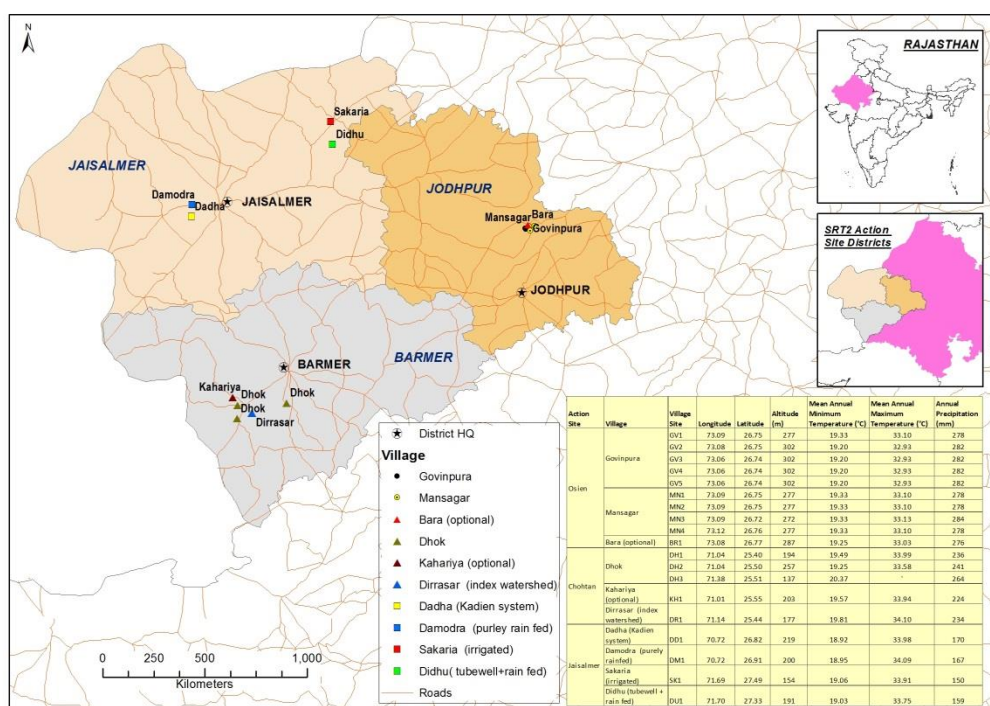 N
RAJASTHAN
SRT2 Action
Site Districts
Sakaria
Didhu
JAISALMER
JODHPUR
Damodra
Dadha
JAISALMER
Mansagar
Bara
Govinpura
JODHPUR
BARMER
BARMER
Kahariya
Dhok
Dhok
Dhok
Dirrasar
District HQ
Village
Govinpura
Mansagar
Bara (optional)
Dhok
Kahariya (optional)
Dirrasar (index watershed)
Dadha (Kadien system)
Damodra (purley rain fed)
Sakaria (irrigated)
Didhu( tubewell+rain fed)
Roads
0 250 500 1,000
Kilometers
Action Site Village Village Site Longitude Latitude Altitude (m) Mean Annual Minimum Temperature (°C) Mean Annual Maximum Temperature (°C) Annual Precipitation (mm)
Osien Govinpura GV1 73.09 26.75 277 19.33 33.10 278
GV2 73.08 26.75 302 19.20 32.93 282
GV3 73.06 26.74 302 19.20 32.93 282
GV4 73.06 26.74 302 19.20 32.93 282
GV5 73.06 26.74 302 19.20 32.93 282
Mansagar MN1 73.09 26.75 277 19.33 33.10 278
MN2 73.09 26.75 277 19.33 33.10 278
MN3 73.09 26.72 272 19.33 33.13 284
MN4 73.12 26.76 277 19.33 33.10 278
Bara (optional) BR1 73.08 26.77 287 19.25 33.03 276
Chohtan Dhok DH1 71.04 25.40 194 19.49 33.99 236
DH2 71.04 25.50 257 19.25 33.58 241
DH3 71.38 25.51 137 20.37 264
Kahariya (optional) KH1 71.01 25.55 203 19.57 33.94 224
Dirrasar (index watershed) DR1 71.14 25.44 177 19.81 34.10 234
Jaisalmer Dadha (Kadien system) DD1 70.72 26.82 219 18.92 33.98 170
Damodra (purely rainfed) DM1 70.72 26.91 200 18.95 34.09 167
Sakaria (irrigated) SK1 71.69 27.49 154 19.06 33.91 150
Didhu (tubewell + rain fed) DU1 71.70 27.33 191 19.03 33.75 159